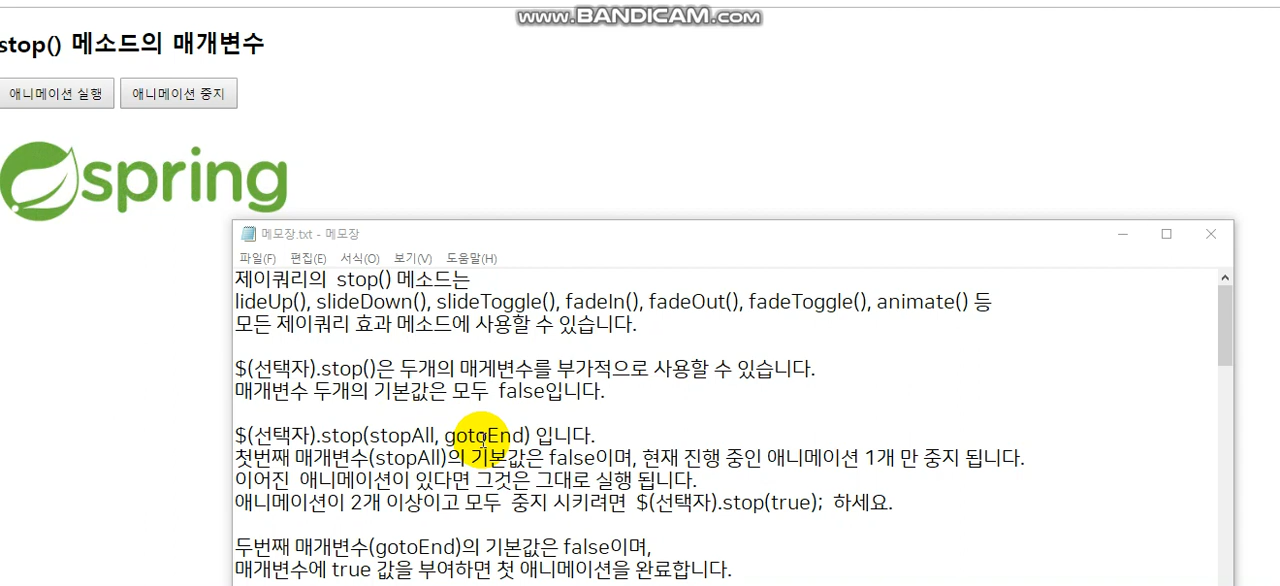 www.BANDICAM.com
stop() 메소드의 매개변수
애니메이션 실행 애니메이션 중지
spring
메모장.txt - 메모장
파일(F) 편집(E) 서식(O) 보기(V) 도움말(H)
제이쿼리의 stop() 메소드는
lideUp(), slideDown(), slideToggle(), fadeIn(), fadeOut(), fadeToggle(), animate() 등
모든 제이쿼리 효과 메소드에 사용할 수 있습니다.
$(선택자).stop()은 두개의 매게변수를 부가적으로 사용할 수 있습니다.
매개변수 두개의 기본값은 모두 false입니다.
$(선택자).stop(stopAll, gotoEnd) 입니다.
첫번째 매개변수(stopAll)의 기본값은 false이며, 현재 진행 중인 애니메이션 1개 만 중지 됩니다.
이어진 애니메이션이 있다면 그것은 그대로 실행 됩니다.
애니메이션이 2개 이상이고 모두 중지 시키려면 $(선택자).stop(true); 하세요.
두번째 매개변수(gotoEnd)의 기본값은 false이며,
매개변수에 true 값을 부여하면 첫 애니메이션을 완료합니다.